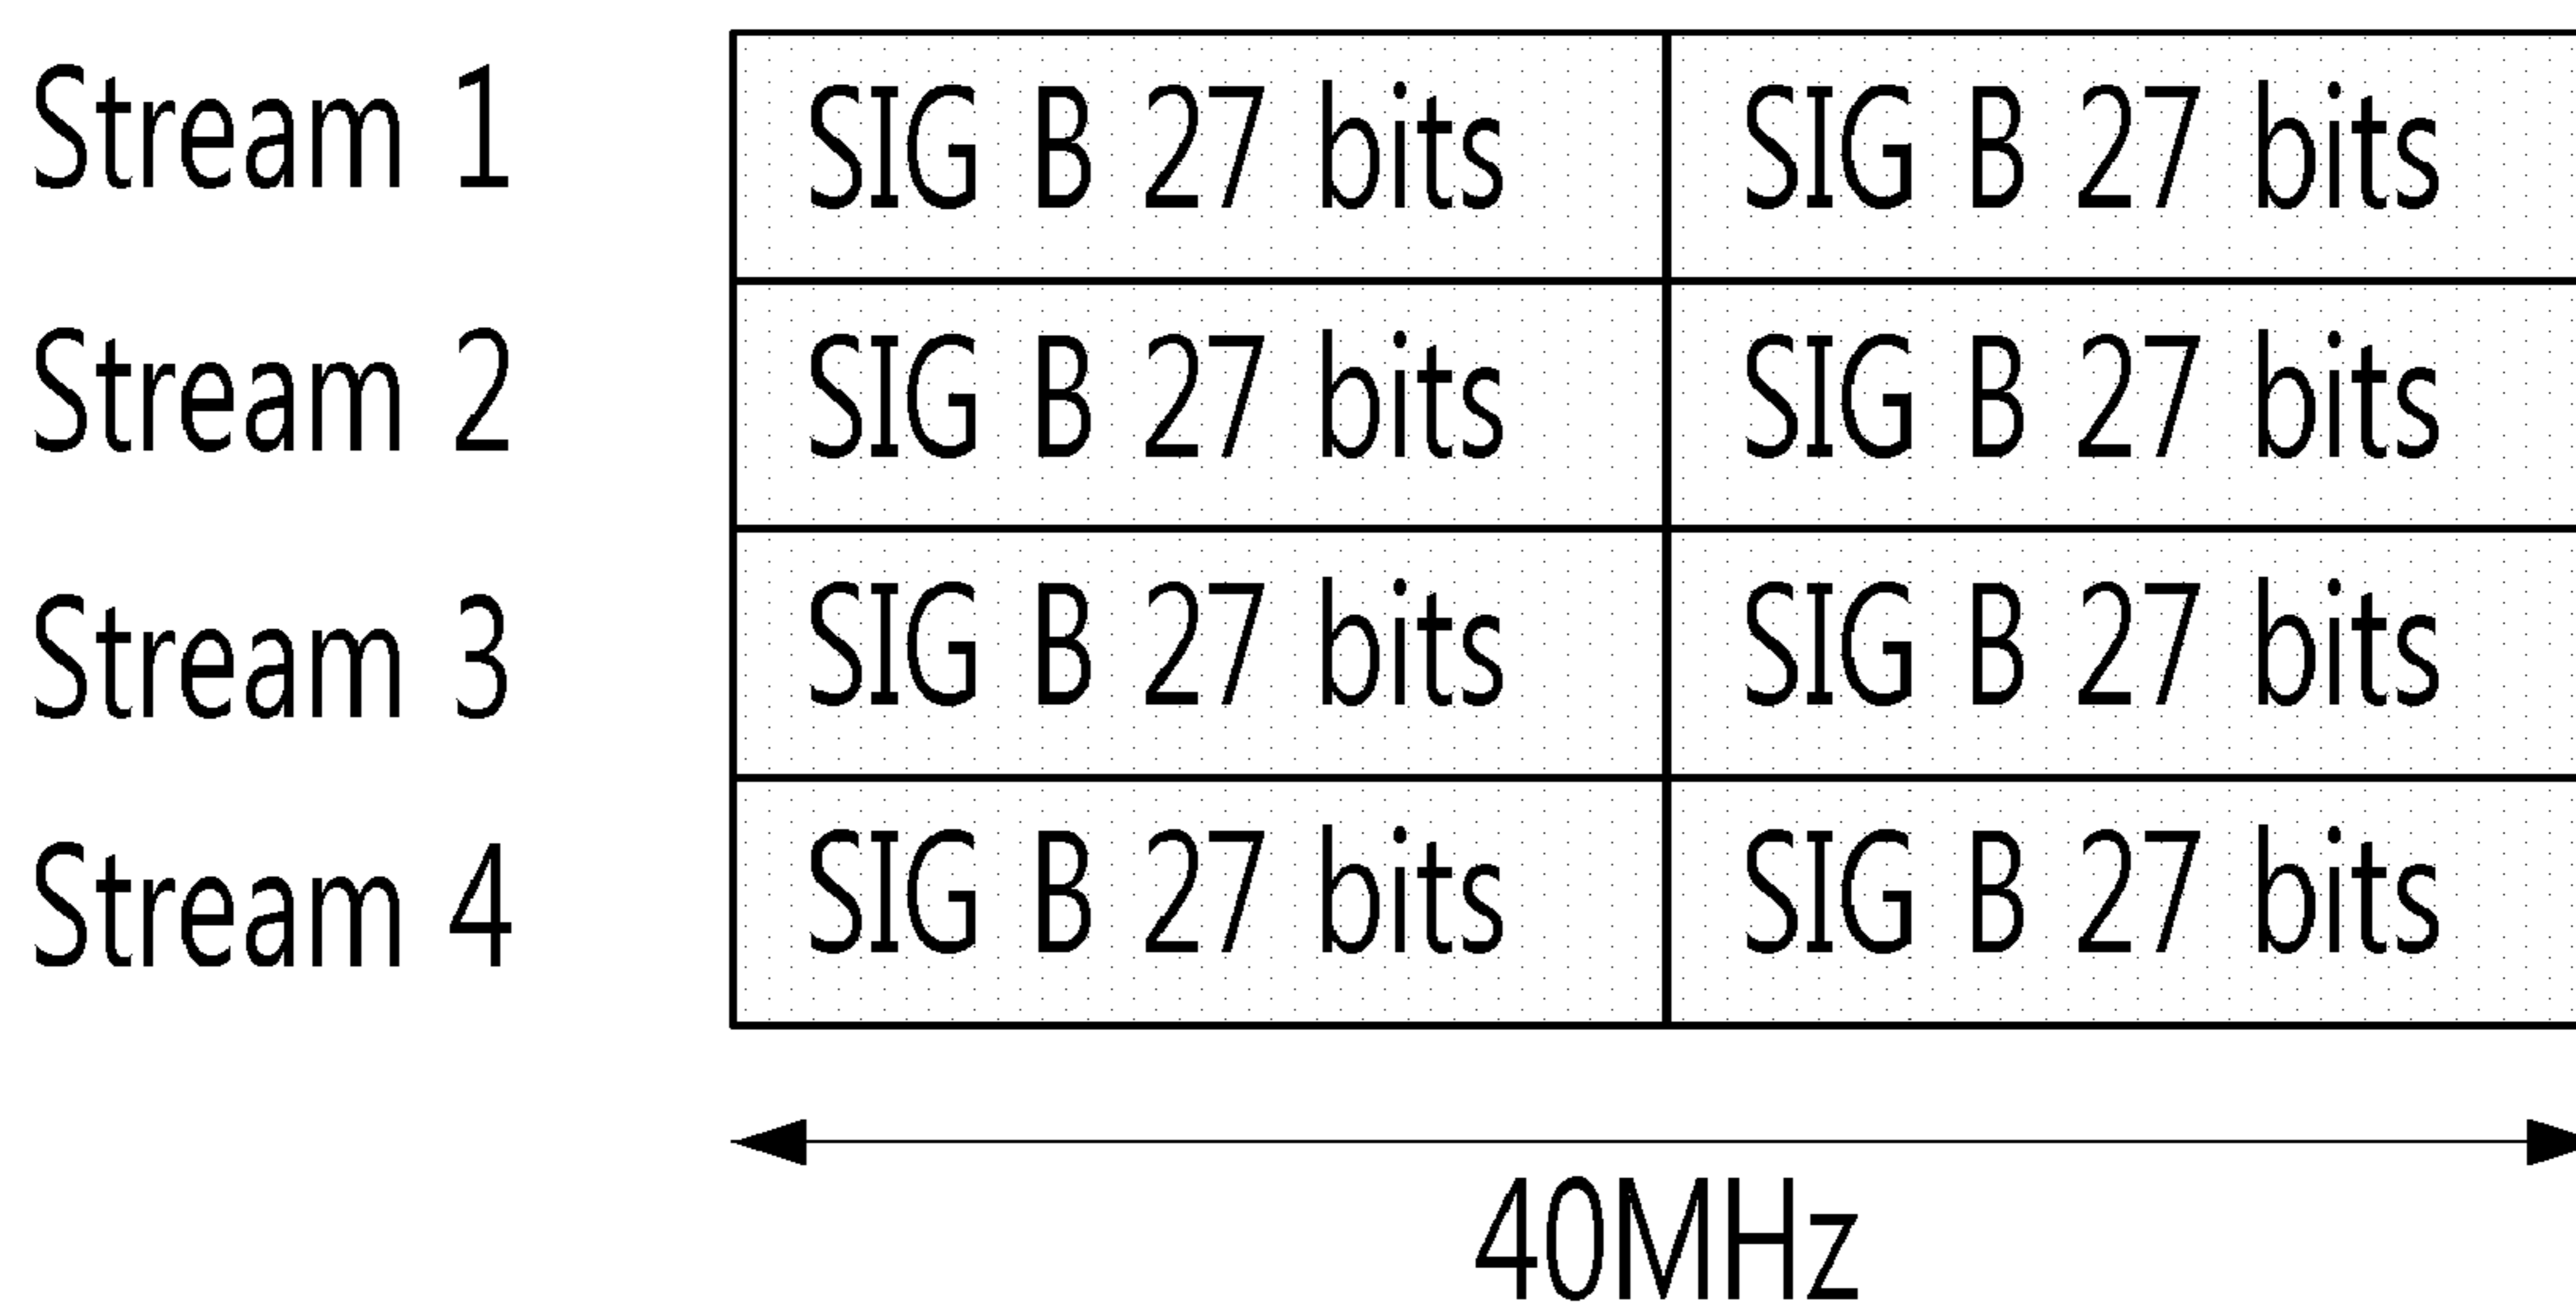 Stream 1 SIG B 27 bits SIG B 27 bits
Stream 2 SIG B 27 bits SIG B 27 bits
Stream 3 SIG B 27 bits SIG B 27 bits
Stream 4 SIG B 27 bits SIG B 27 bits
40MHz